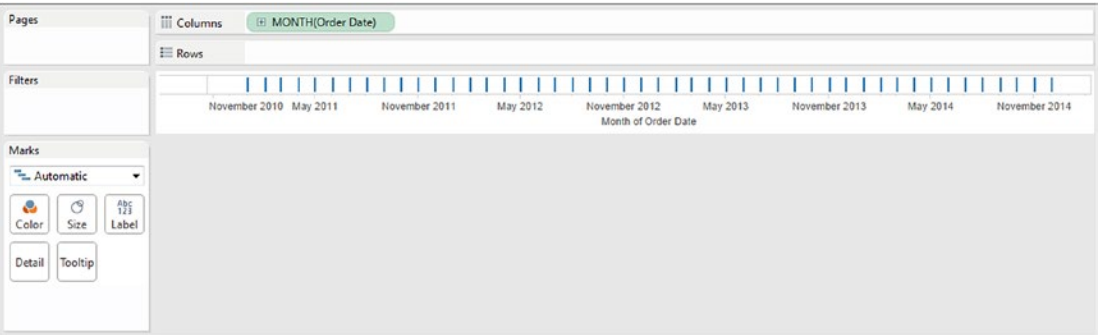 Pages
Columns
MONTH(Order Date)
Rows
Filters
November 2010 May 2011 November 2011 May 2012 November 2012 May 2013 November 2013 May 2014 November 2014
Month of Order Date
Marks
Automatic
Abc
123
Color Size Label
Detail Tooltip